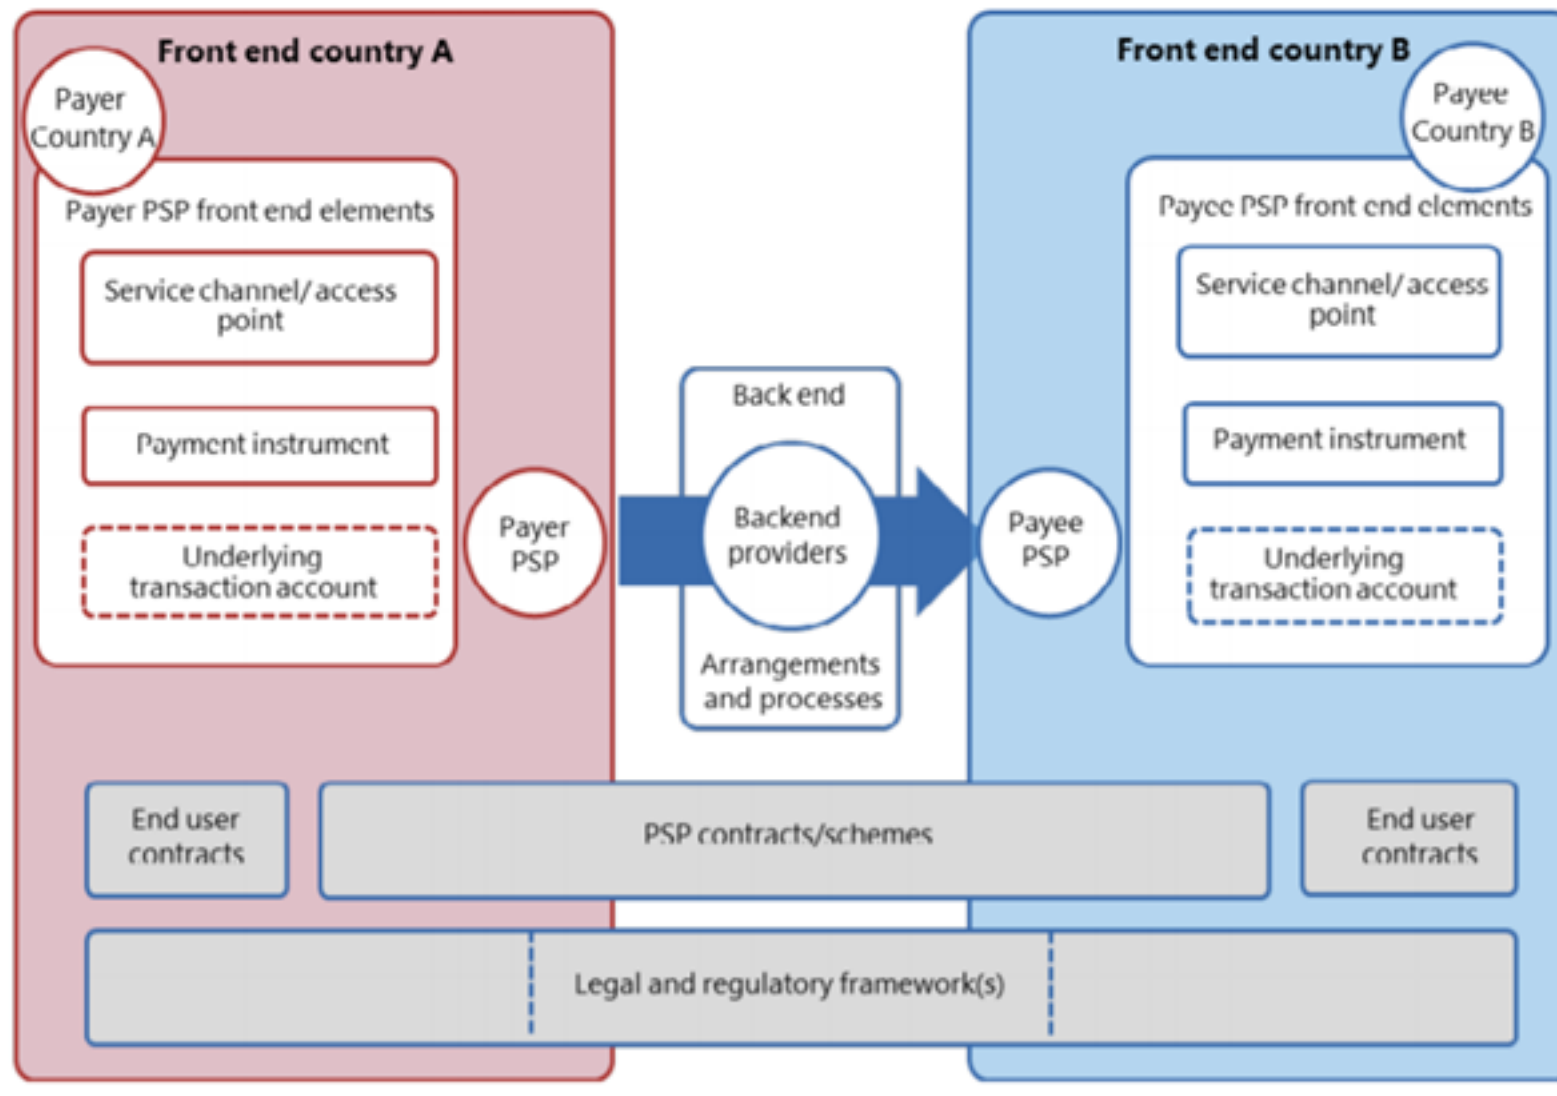 Front end country A
Payer
Country A
Payer PSP front end elements
Service channel/ access
point
Payment instrument
Underlying
transaction account
Payer
PSP
Back end
Backend
providers
Arrangements
and processes
Front end country B
Payee
Country B
Payee PSP front end elements
Service channel/ access
point
Payment instrument
Underlying
transaction account
Payee
PSP
End user
contracts
PSP contracts/schemes
End user
contracts
Legal and regulatory framework(s)